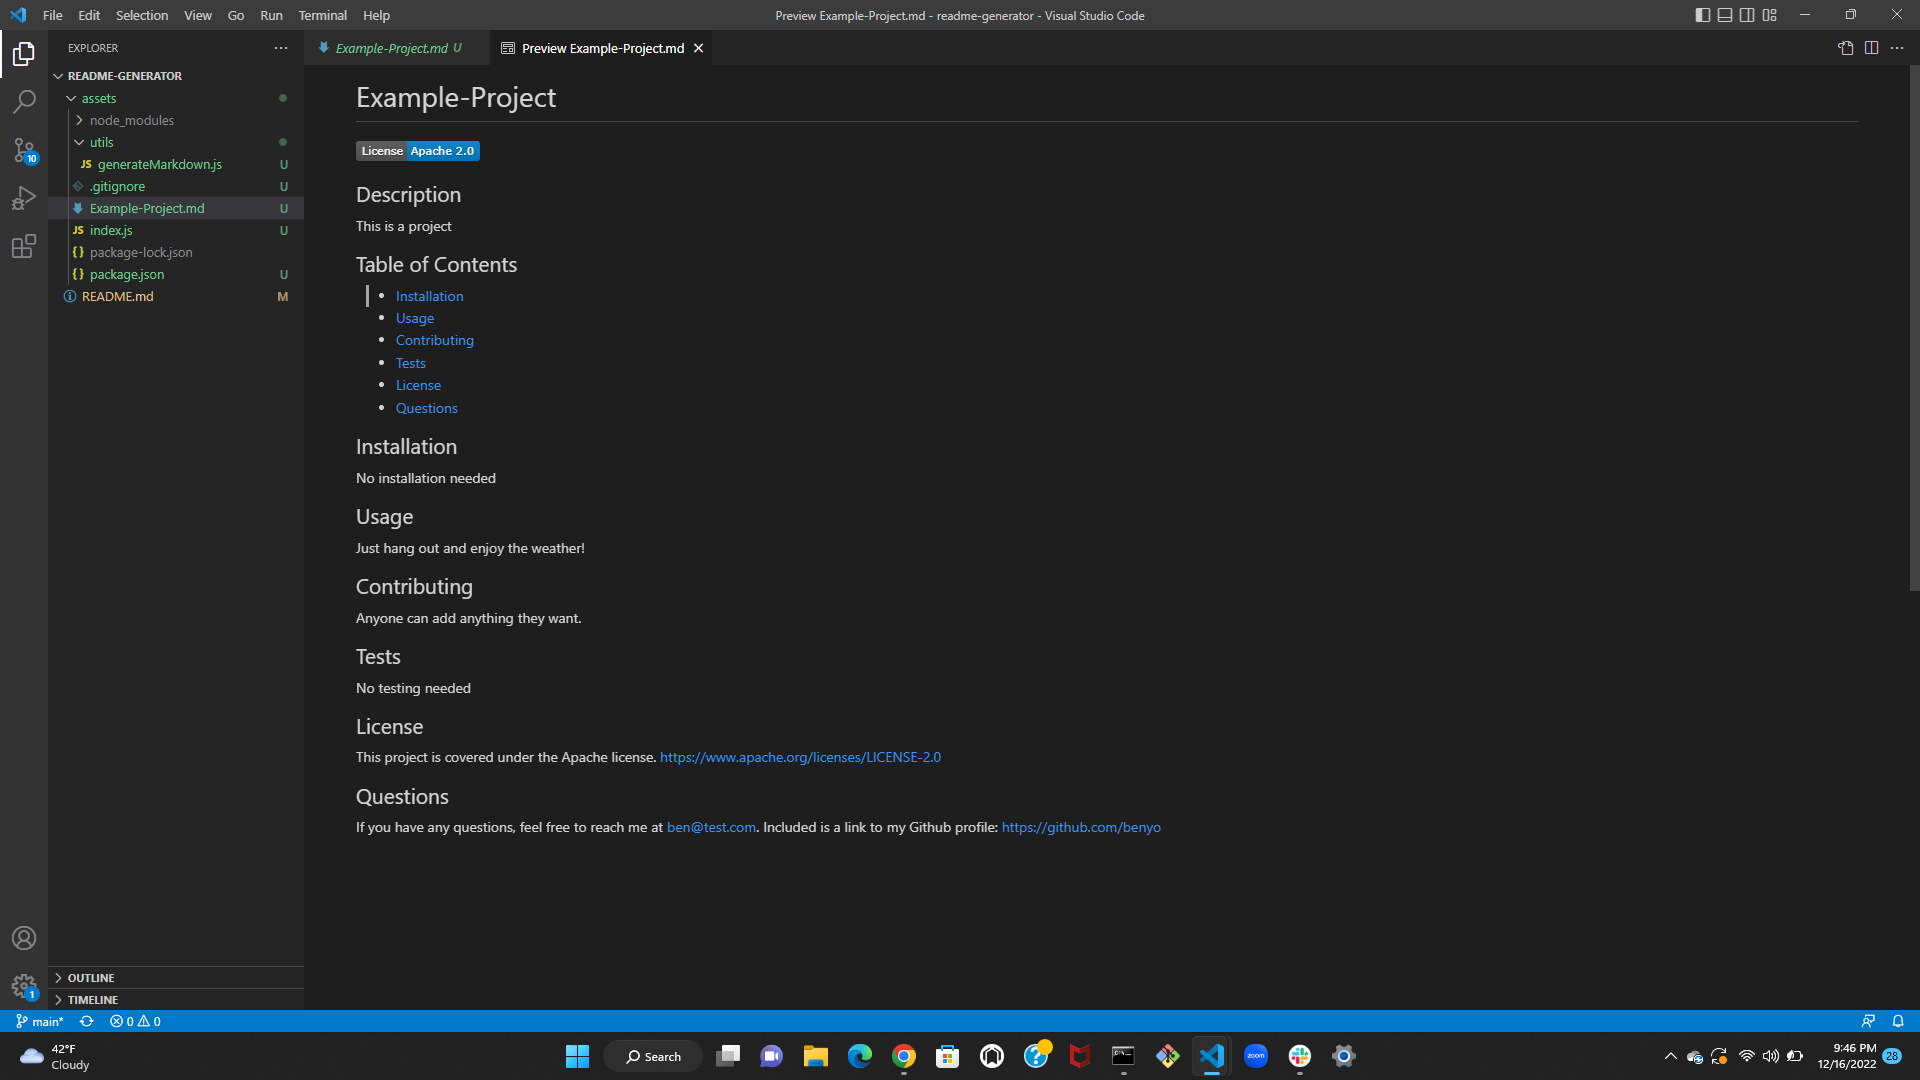 File Edit Selection View Go Run Terminal Help
Preview Example-Project.md - readme-generator - Visual Studio Code
EXPLORER
Example-Project.md U
Preview Example-Project.md
README-GENERATOR
assets
node_modules
utils
JS generateMarkdown.js U
.gitignore U
Example-Project.md U
JS index.js U
{} package-lock.json
{} package.json U
README.md M
10
Example-Project
License Apache 2.0
Description
This is a project
Table of Contents
• Installation
• Usage
• Contributing
• Tests
• License
• Questions
Installation
No installation needed
Usage
Just hang out and enjoy the weather!
Contributing
Anyone can add anything they want.
Tests
No testing needed
License
This project is covered under the Apache license. https://www.apache.org/licenses/LICENSE-2.0
Questions
If you have any questions, feel free to reach me at ben@test.com. Included is a link to my Github profile: https://github.com/benyo
OUTLINE
1
TIMELINE
main* 0 0
42°F
Cloudy
Search
zoom
9:46 PM
12/16/2022
28